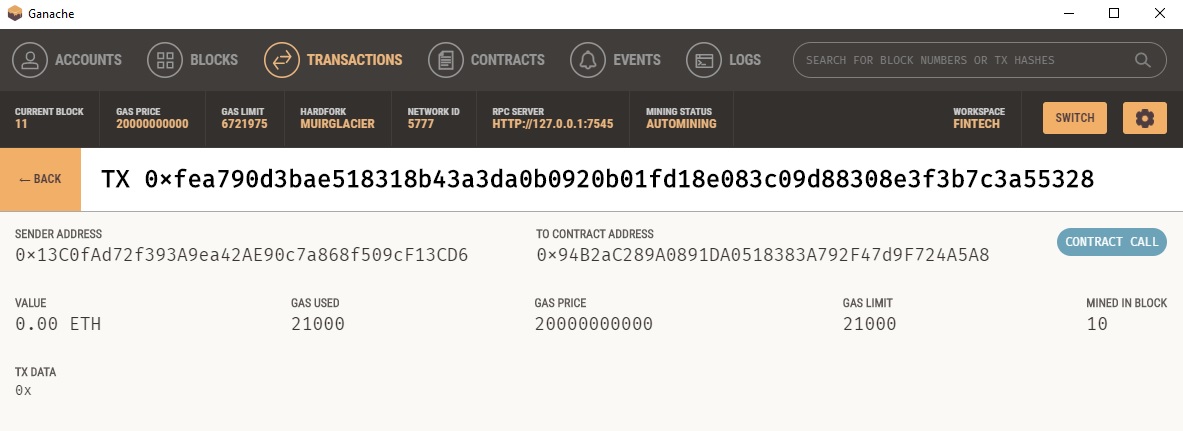 Ganache
ACCOUNTS BLOCKS TRANSACTIONS CONTRACTS EVENTS LOGS SEARCH FOR BLOCK NUMBERS OR TX HASHES
CURRENT BLOCK GAS PRICE GAS LIMIT HARDFORK NETWORK ID RPC SERVER MINING STATUS WORKSPACE
11 20000000000 6721975 MUIRGLACIER 5777 HTTP://127.0.0.1:7545 AUTOMINING FINTECH SWITCH
← BACK TX 0×fea790d3bae518318b43a3da0b0920b01fd18e083c09d88308e3f3b7c3a55328
SENDER ADDRESS TO CONTRACT ADDRESS
0×13C0fAd72f393A9ea42AE90c7a868f509cF13CD6 0×94B2aC289A0891DA0518383A792F47d9F724A5A8 CONTRACT CALL
VALUE GAS USED GAS PRICE GAS LIMIT MINED IN BLOCK
0.00 ETH 21000 20000000000 21000 10
TX DATA
0x